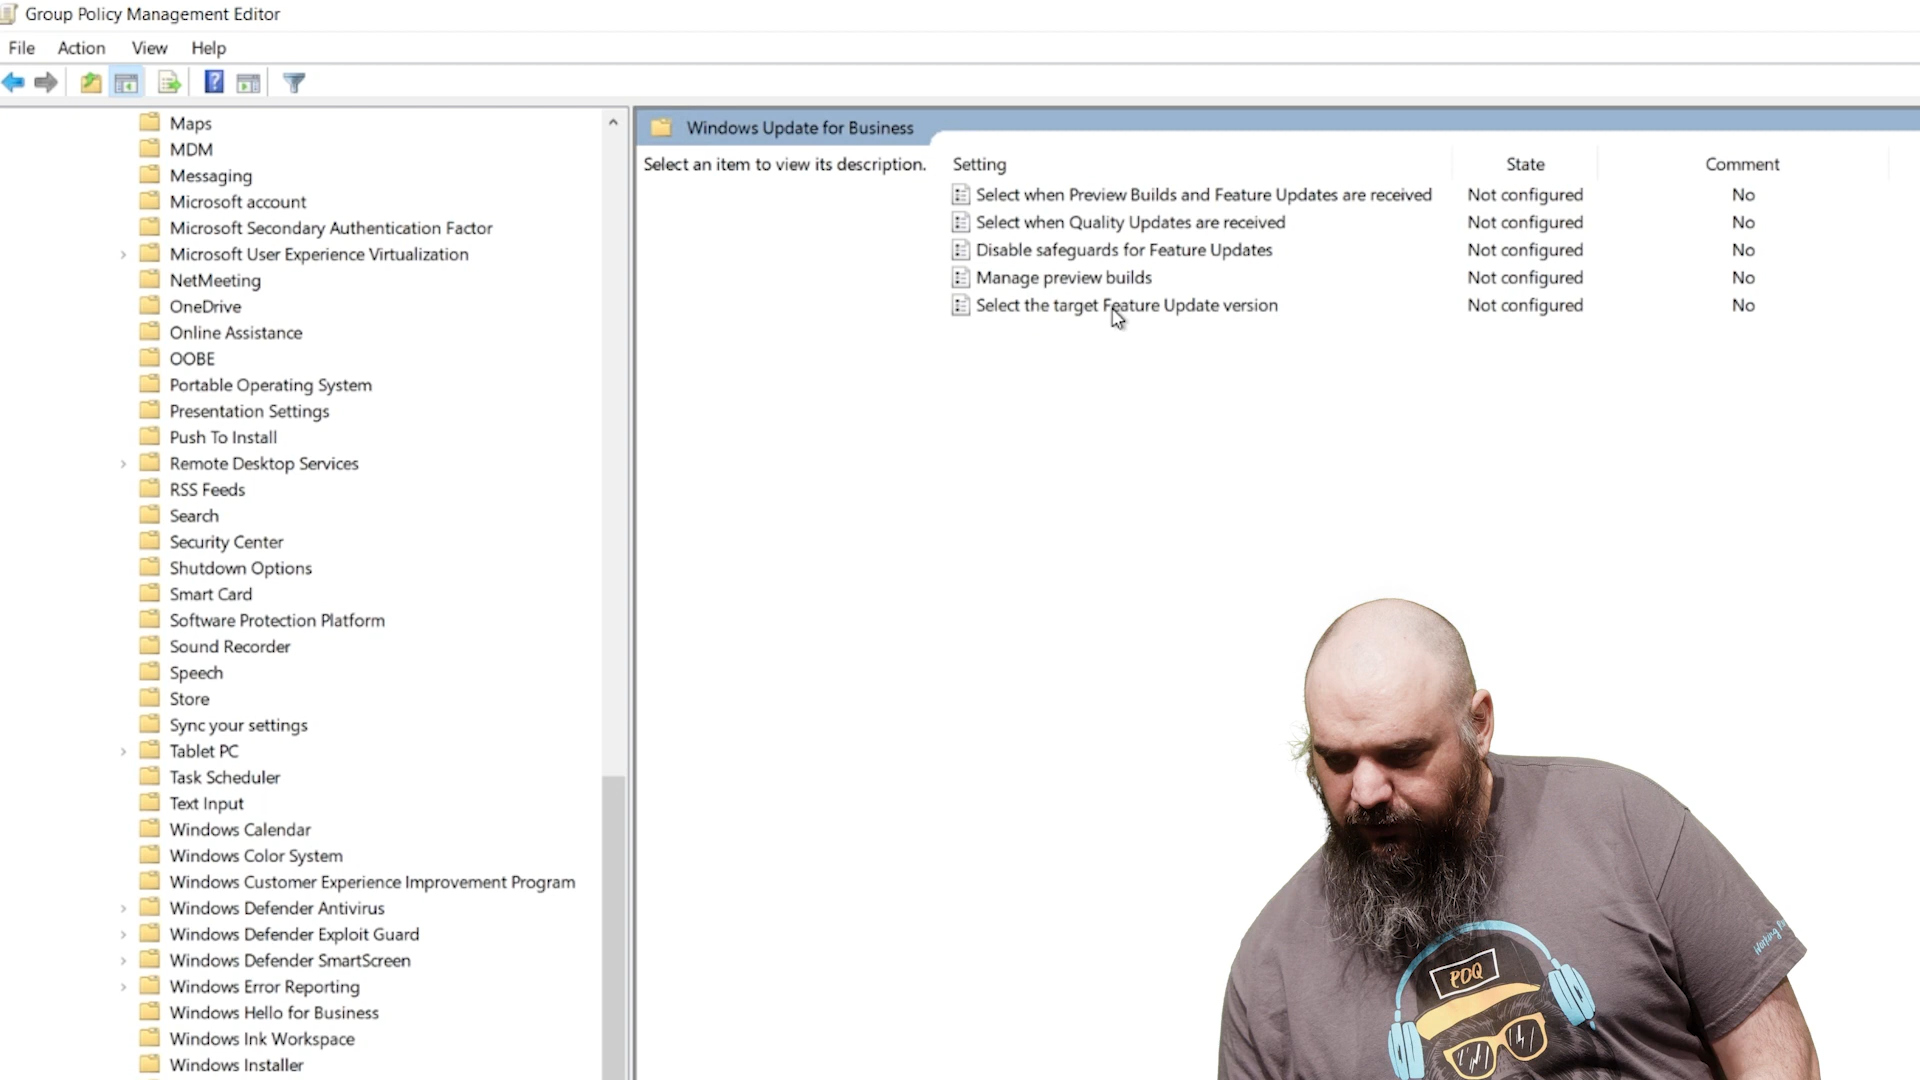 Group Policy Management Editor
File Action View Help
Maps
MDM
Messaging
Microsoft account
Microsoft Secondary Authentication Factor
Microsoft User Experience Virtualization
NetMeeting
OneDrive
Online Assistance
OOBE
Portable Operating System
Presentation Settings
Push To Install
Remote Desktop Services
RSS Feeds
Search
Security Center
Shutdown Options
Smart Card
Software Protection Platform
Sound Recorder
Speech
Store
Sync your settings
Tablet PC
Task Scheduler
Text Input
Windows Calendar
Windows Color System
Windows Customer Experience Improvement Program
Windows Defender Antivirus
Windows Defender Exploit Guard
Windows Defender SmartScreen
Windows Error Reporting
Windows Hello for Business
Windows Ink Workspace
Windows Installer
Windows Update for Business
Select an item to view its description.
Setting State Comment
Select when Preview Builds and Feature Updates are received Not configured No
Select when Quality Updates are received Not configured No
Disable safeguards for Feature Updates Not configured No
Manage preview builds Not configured No
Select the target Feature Update version Not configured No
Working
PDQ